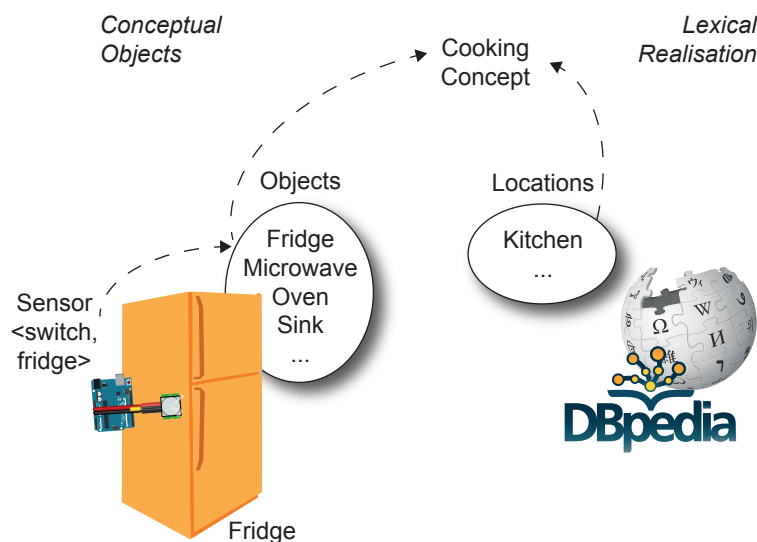 Conceptual
Objects
Lexical
Realisation
Cooking
Concept
Objects
Locations
Fridge
Microwave
Oven
Sink
...
Kitchen
...
Sensor
<switch,
fridge>
Ω
W
И
DBpedia
Fridge